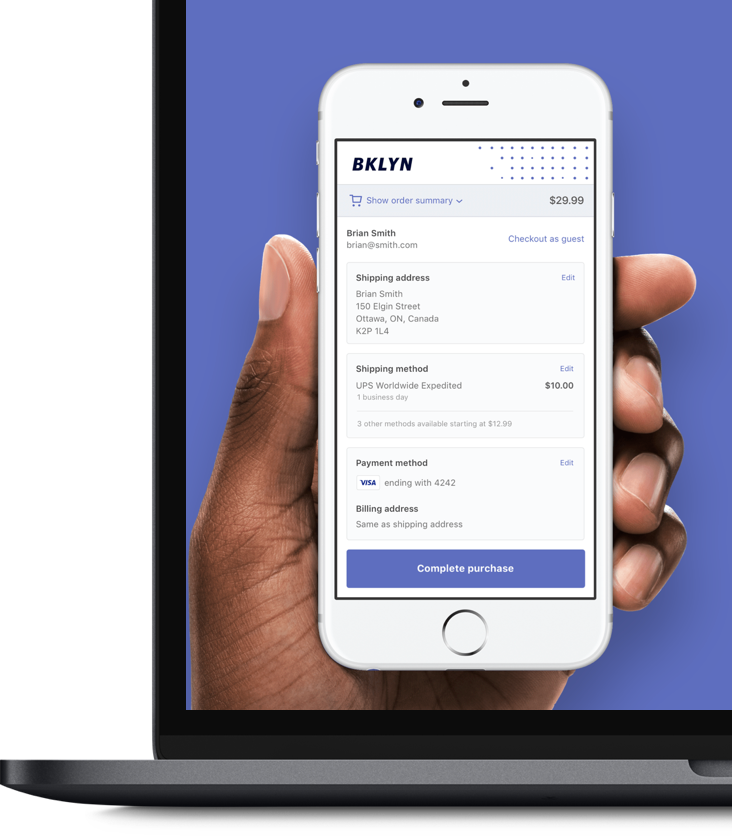 BKLYN
Show order summary
$29.99
Brian Smith
brian@smith.com
Checkout as guest
Shipping address
Edit
Brian Smith
150 Elgin Street
Ottawa, ON, Canada
K2P 1L4
Shipping method
Edit
UPS Worldwide Expedited
$10.00
1 business day
3 other methods available starting at $12.99
Payment method
Edit
VISA ending with 4242
Billing address
Same as shipping address
Complete purchase